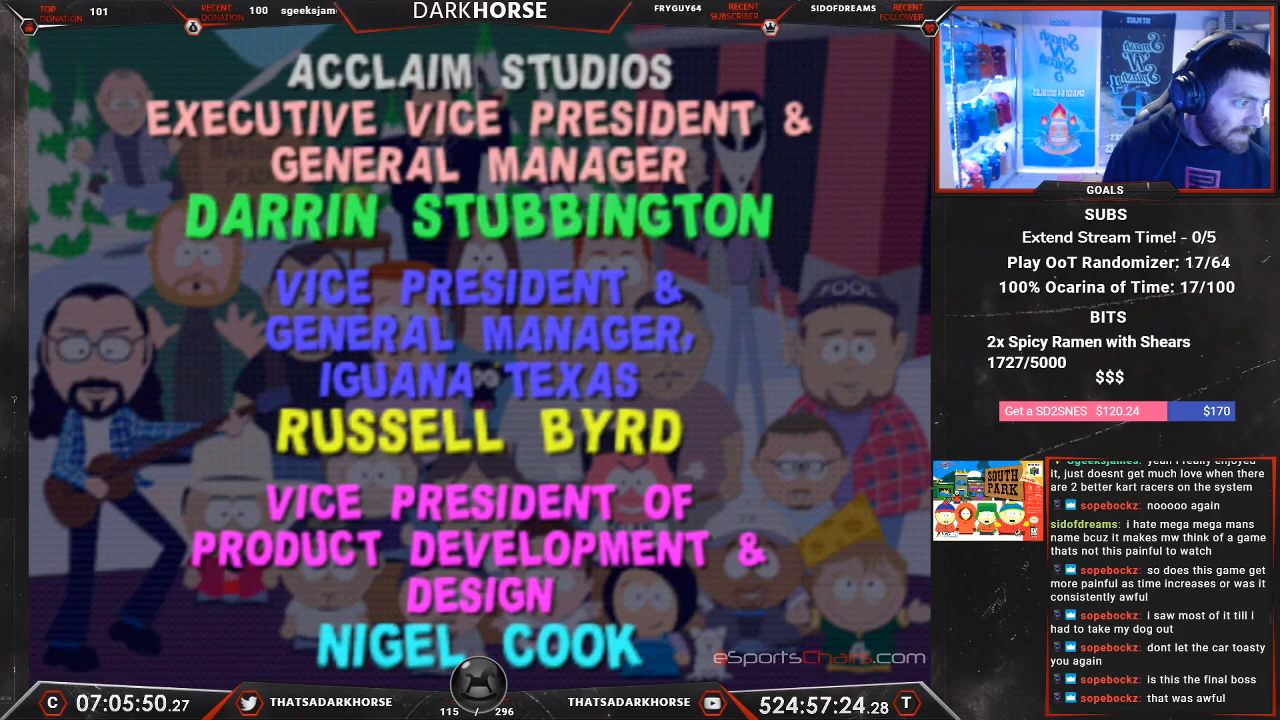 TOP DONATION
101
RECENT DONATION
100 sgeeksjam
DARKHORSE
FRYGUY64
RECENT SUBSCRIBER
SIDOFDREAMS
RECENT FOLLOWER
ACCLAIM STUDIOS
EXECUTIVE VICE PRESIDENT &
GENERAL MANAGER
DARRIN STUBBINGTON
VICE PRESIDENT &
GENERAL MANAGER,
IGUANA TEXAS
RUSSELL BYRD
VICE PRESIDENT OF
PRODUCT DEVELOPMENT &
DESIGN
NIGEL COOK
FOOL
eSportsChairs.com
GOALS
SUBS
Extend Stream Time! - 0/5
Play OoT Randomizer: 17/64
100% Ocarina of Time: 17/100
BITS
2x Spicy Ramen with Shears
1727/5000
$$$
Get a SD2SNES $120.24 $170
SOUTH
PARK
sgeeksjames: yeah i really enjoyed
it, just doesnt get much love when there
are 2 better kart racers on the system
sopebockz: nooooo again
sidofdreams: i hate mega mega mans
name bcuz it makes mw think of a game
thats not this painful to watch
sopebockz: so does this game get
more painful as time increases or was it
consistently awful
sopebockz: i saw most of it till i
had to take my dog out
sopebockz: dont let the car toasty
you again
sopebockz: is this the final boss
sopebockz: that was awful
C 07:05:50.27
THATSADARKHORSE
115 / 296
THATSADARKHORSE
524:57:24.28 T